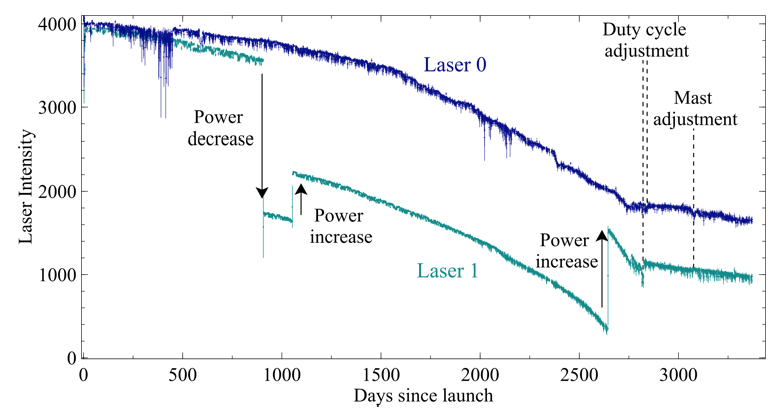 4000
3000
2000
1000
0
Laser Intensity
0
500
1000
1500
2000
2500
3000
Days since launch
Laser 0
Laser 1
Power
decrease
Power
increase
Power
increase
Duty cycle
adjustment
Mast
adjustment